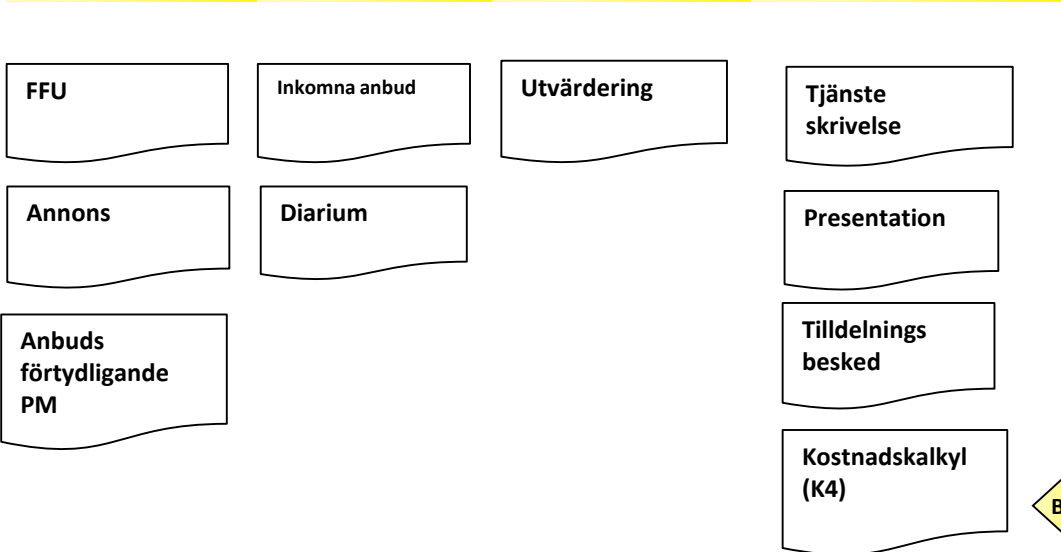 FFU
Inkomna anbud
Utvärdering
Tjänste
skrivelse
Annons
Diarium
Presentation
Anbuds
förtydligande
PM
Tilldelnings
besked
Kostnadskalkyl
(K4)
B